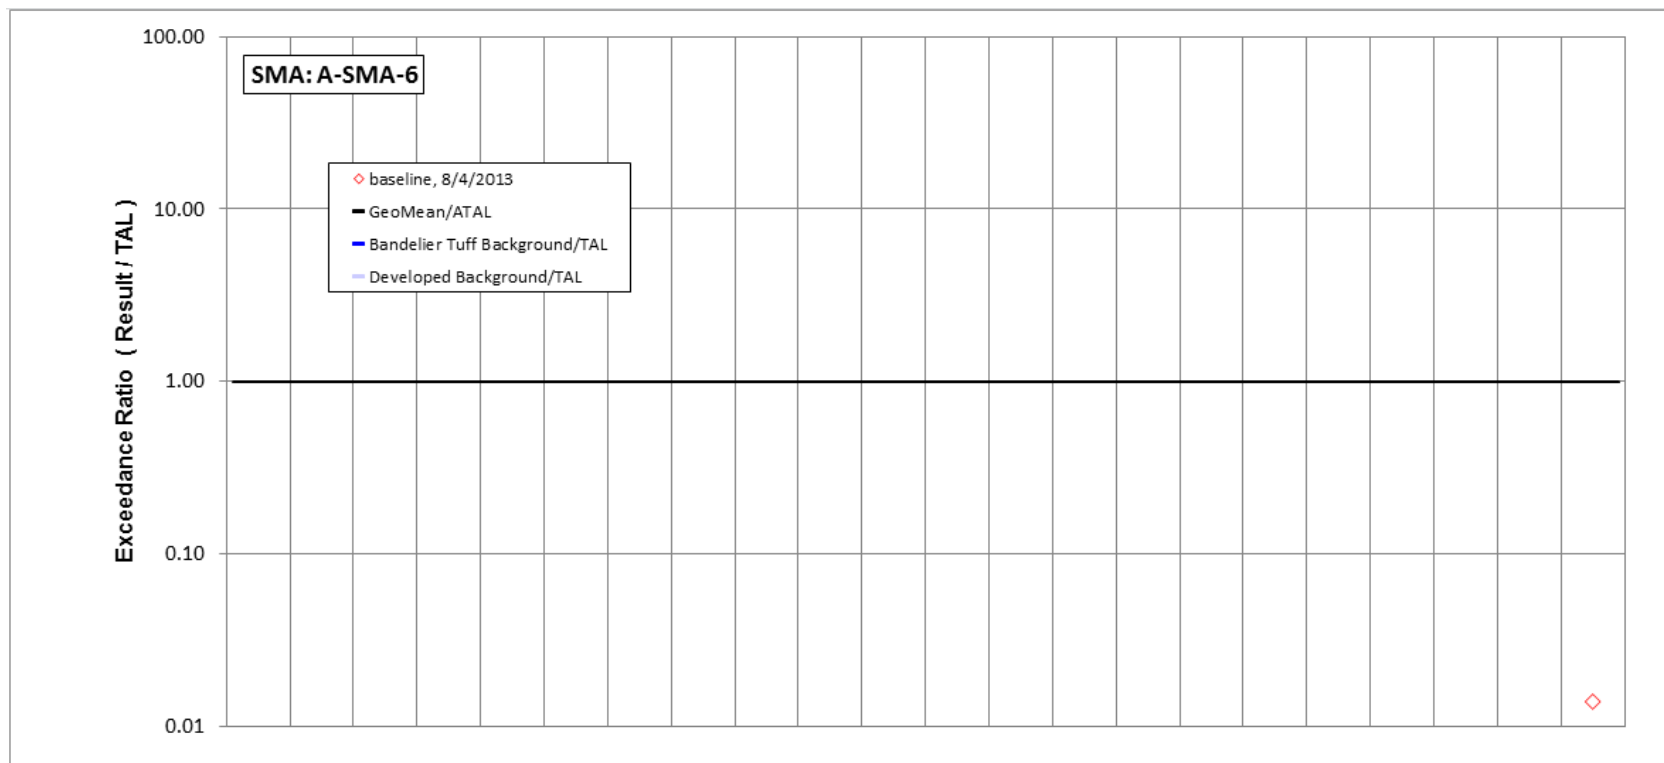 100.00
SMA: A-SMA-6
baseline, 8/4/2013
10.00
GeoMean/ATAL
Bandelier Tuff Background/TAL
Developed Background/TAL
Exceedance Ratio ( Result / TAL )
1.00
0.10
0.01